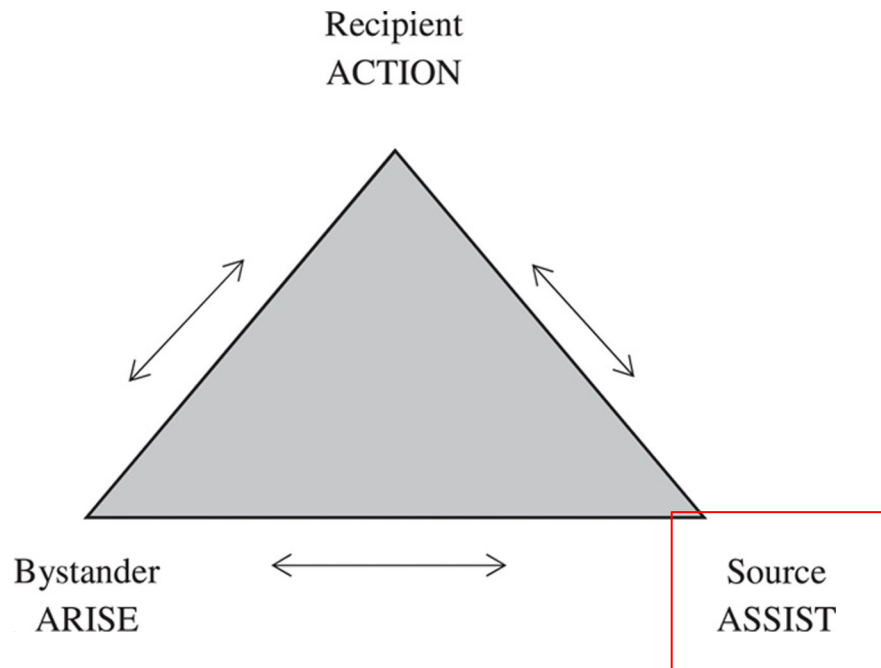 Recipient
ACTION
Bystander
ARISE
Source
ASSIST